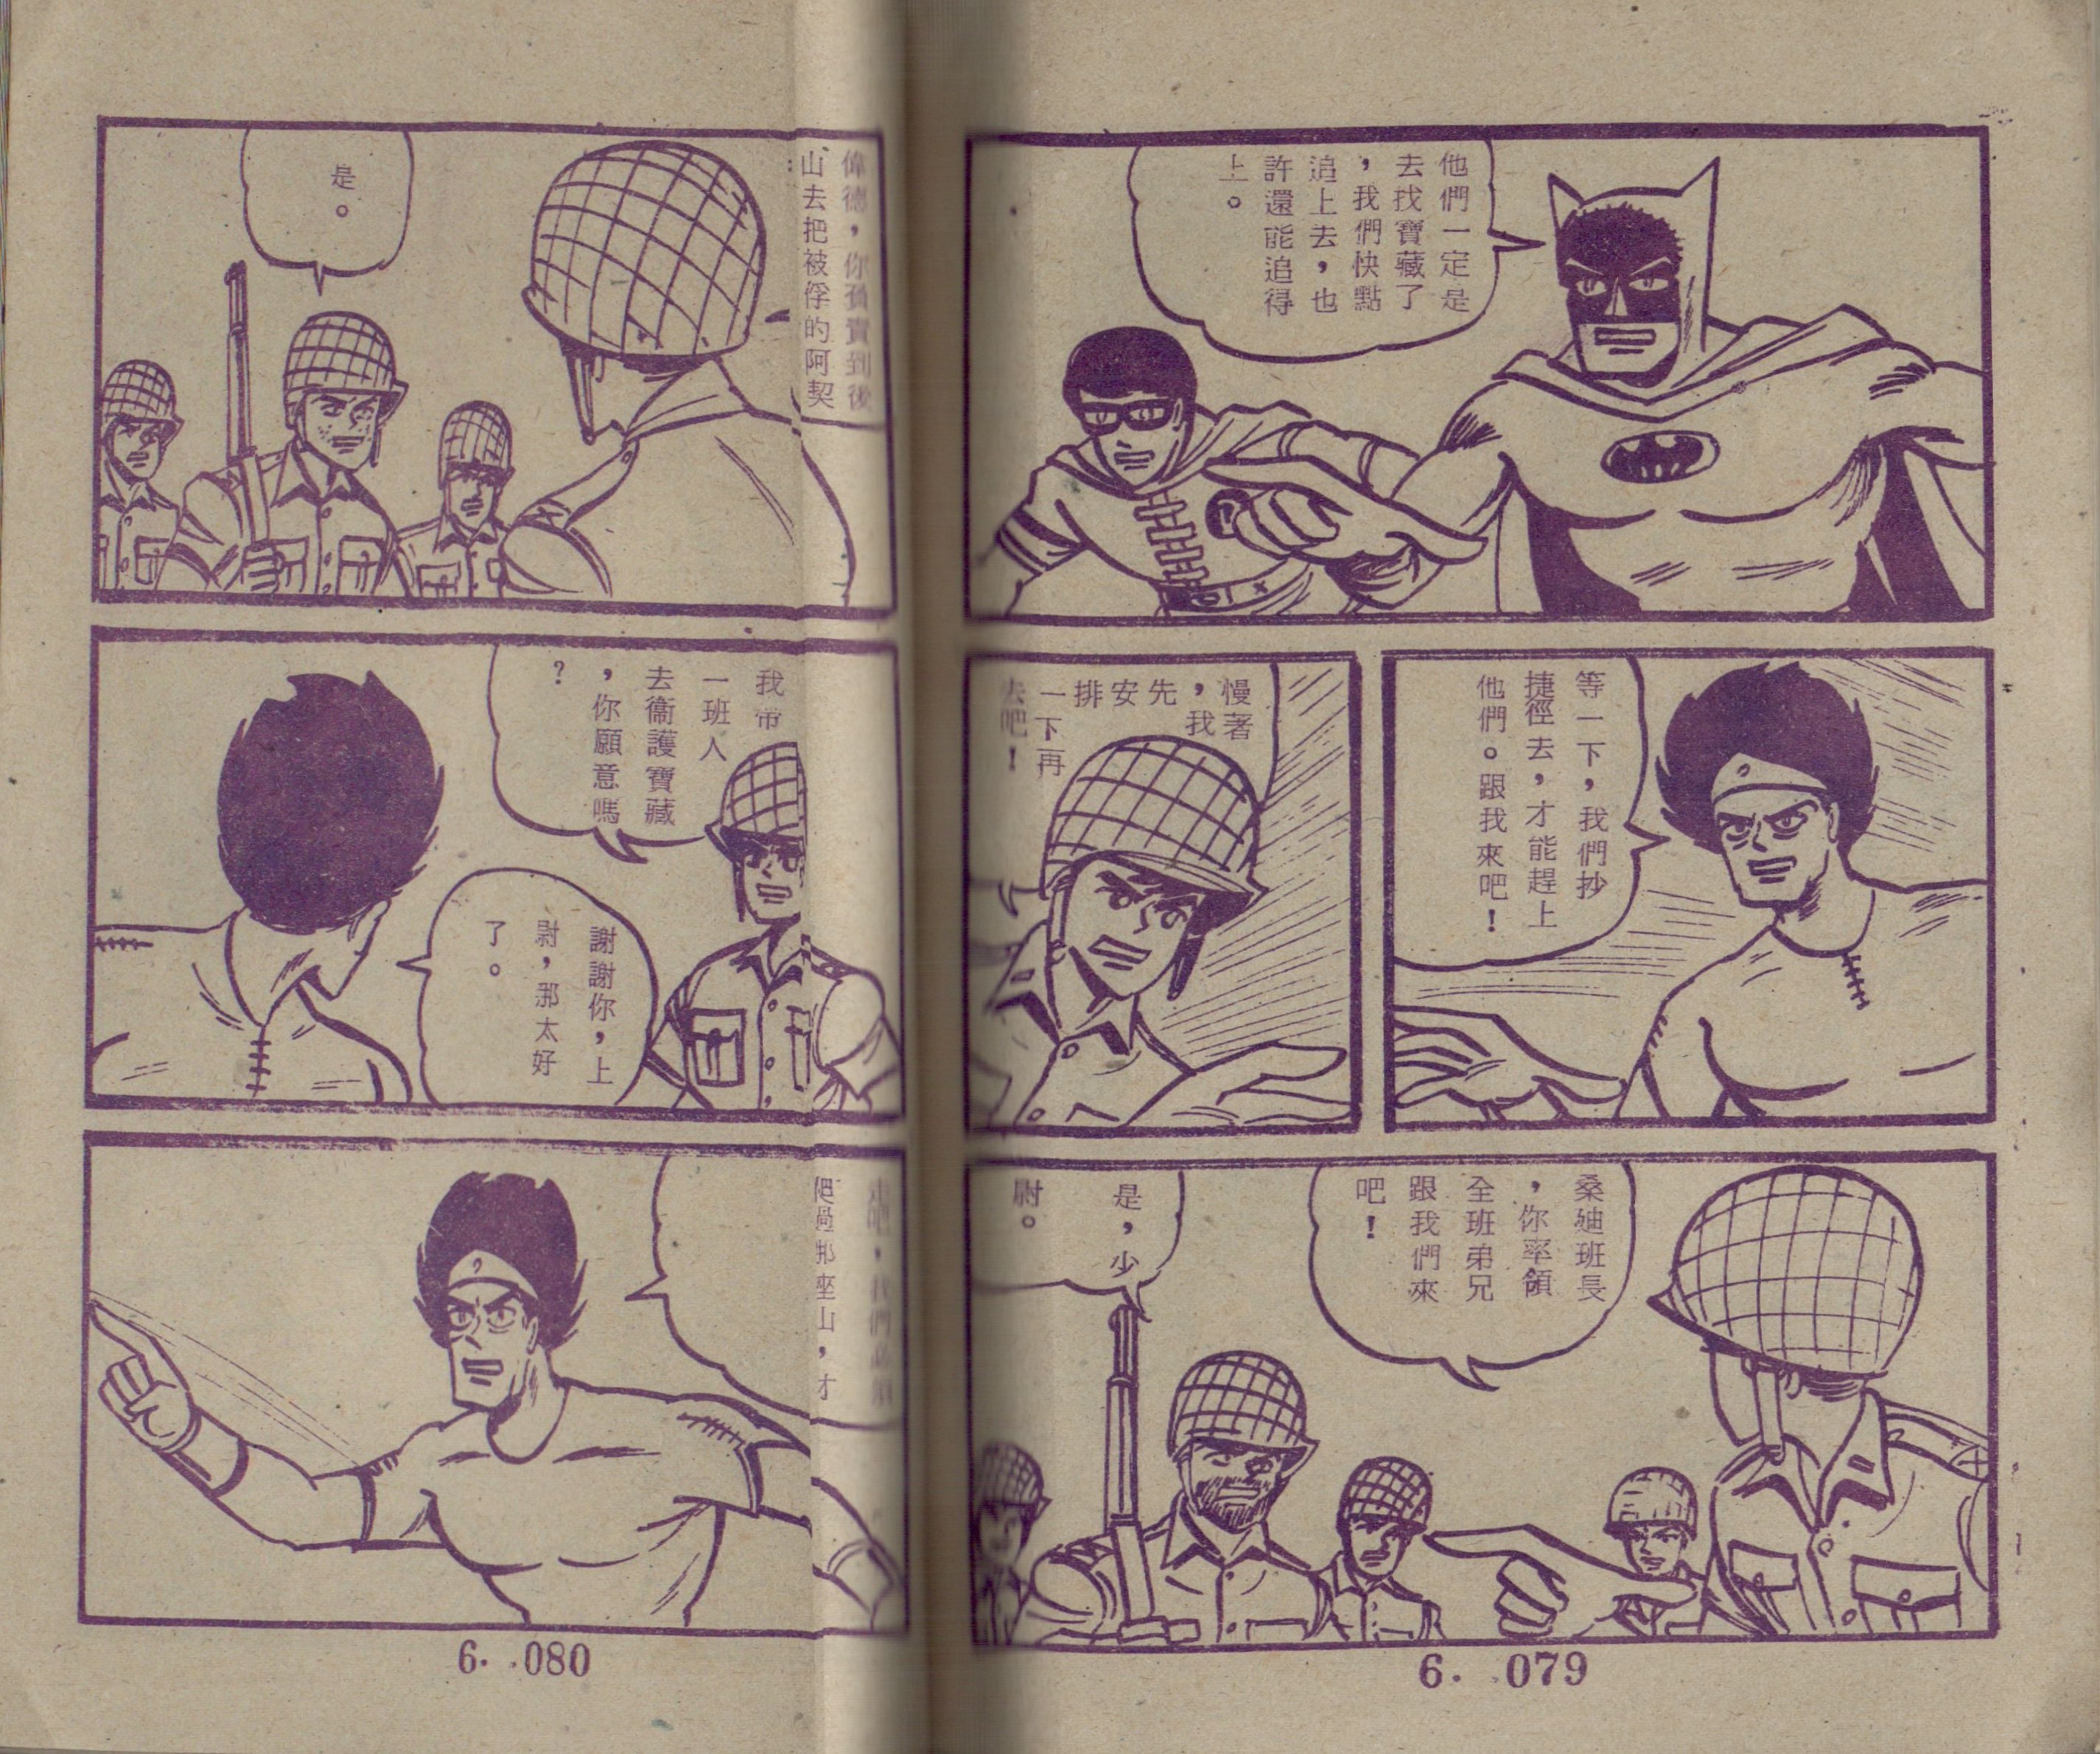 他們一定是
去找寶藏了
，我們快點
追上去，也
許還能追得
上。
等一下，我們抄
捷徑去，才能趕上
他們。跟我來吧！
慢著
，我
先
安
排
一下再
去吧！
桑廸班長
，你率領
全班弟兄
跟我們來
吧！
是，少
尉。
6. 079
偉德，你負責到後
山去把被俘的阿契
是。
我帶
一班人
去衞護寶藏
，你願意嗎
？
謝謝你，上
尉，那太好
了。
爬過那座山，才
6. 080